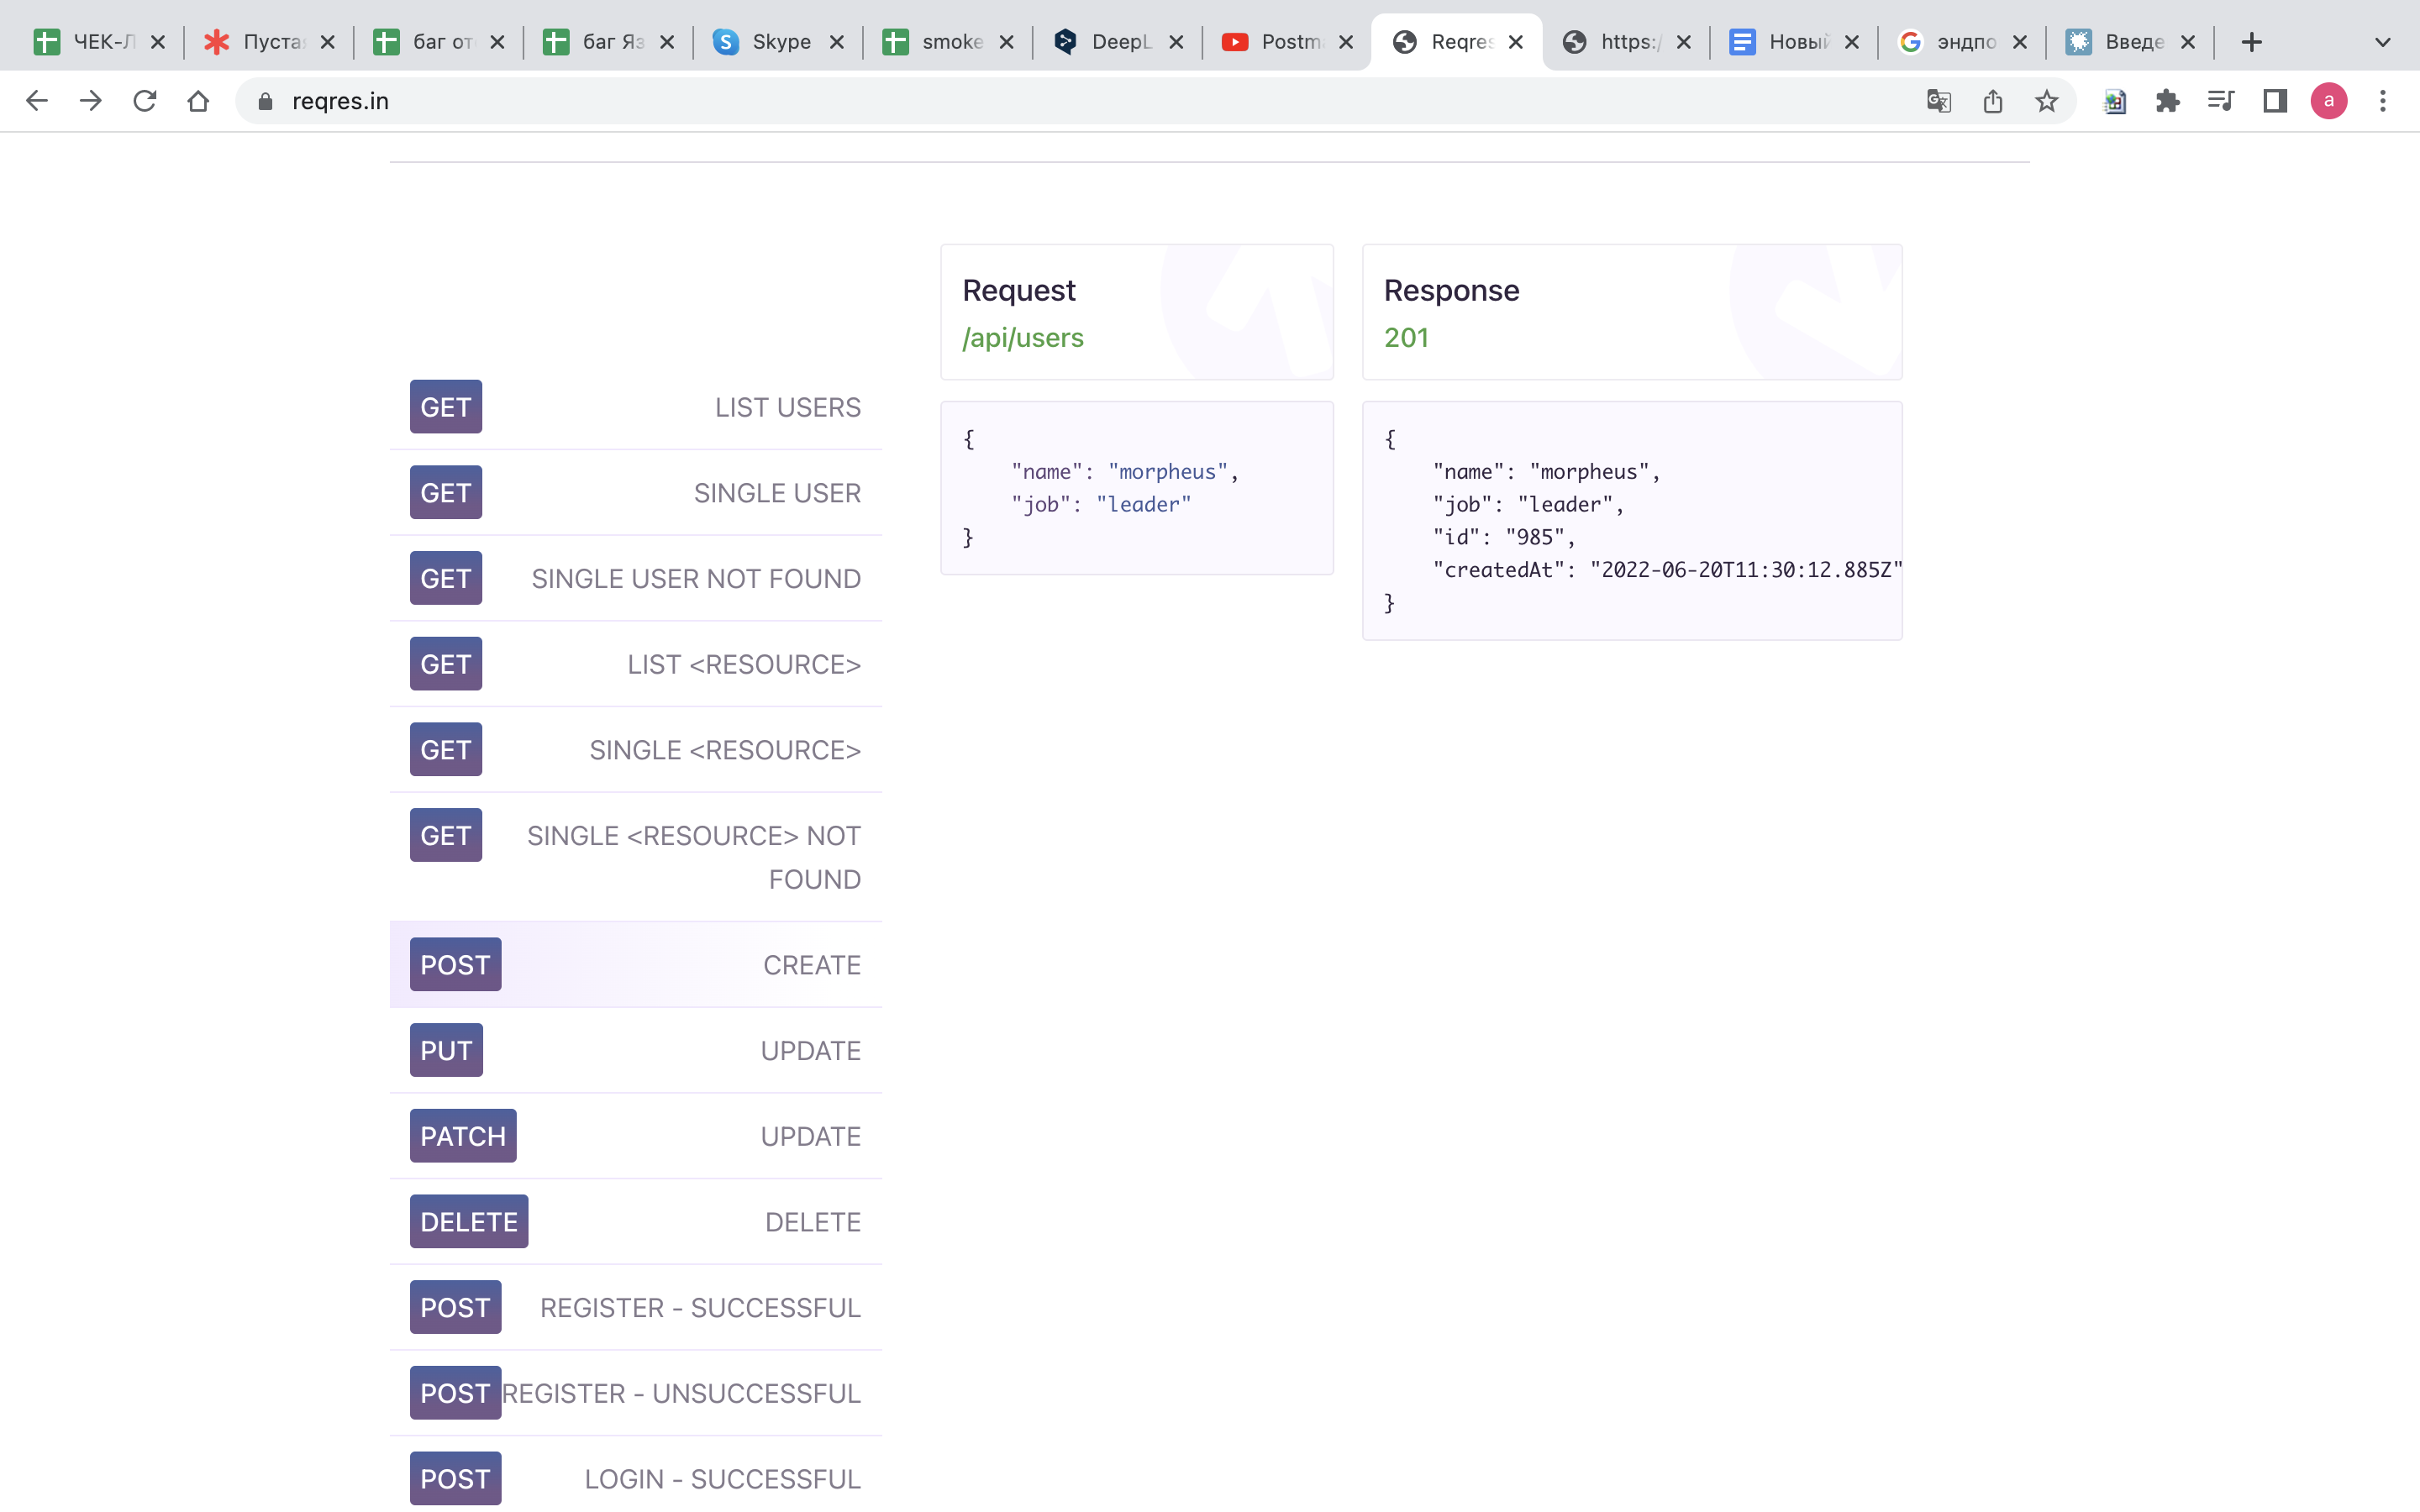 ЧЕК-Л
Пуста
баг от
баг Яз
Skype
smoke
DeepL
Postm
Reqres
https:/
Новый
эндпо
Введе
reqres.in
a
Request
/api/users
{
"name": "morpheus",
"job": "leader"
}
Response
201
{
"name": "morpheus",
"job": "leader",
"id": "985",
"createdAt": "2022-06-20T11:30:12.885Z"
}
GET LIST USERS
GET SINGLE USER
GET SINGLE USER NOT FOUND
GET LIST <RESOURCE>
GET SINGLE <RESOURCE>
GET SINGLE <RESOURCE> NOT
FOUND
POST CREATE
PUT UPDATE
PATCH UPDATE
DELETE DELETE
POST REGISTER - SUCCESSFUL
POST REGISTER - UNSUCCESSFUL
POST LOGIN - SUCCESSFUL